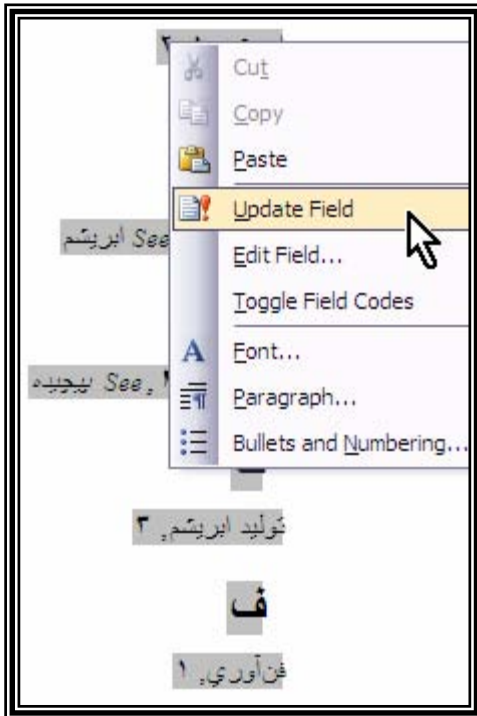 Cut
Copy
Paste
Update Field
See ابریشم
Edit Field...
Toggle Field Codes
Font...
See پیچیده
Paragraph...
Bullets and Numbering...
تولید ابریشم, ۳
ف
فن‌آوري, ۱